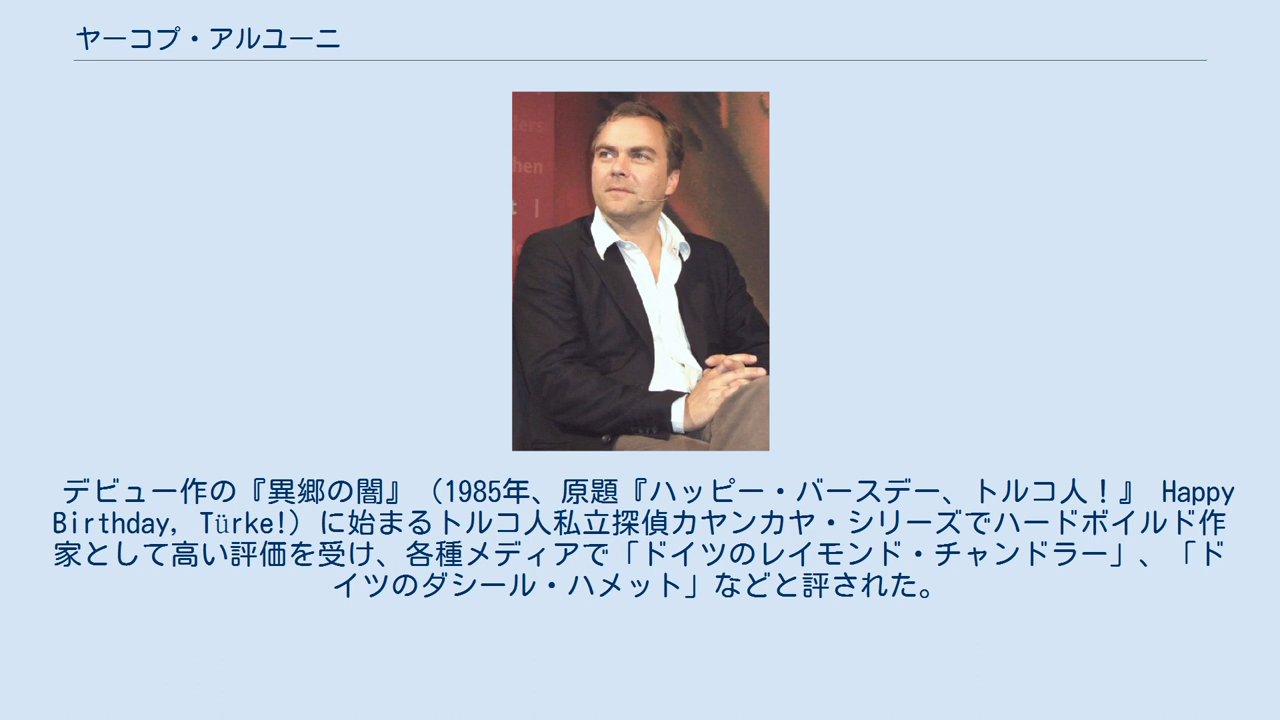 ヤーコプ・アルユーニ
ders
hen
t |
デビュー作の『異郷の闇』（1985年、原題『ハッピー・バースデー、トルコ人！』 Happy
Birthday, Türke!）に始まるトルコ人私立探偵カヤンカヤ・シリーズでハードボイルド作
家として高い評価を受け、各種メディアで「ドイツのレイモンド・チャンドラー」、「ド
イツのダシール・ハメット」などと評された。